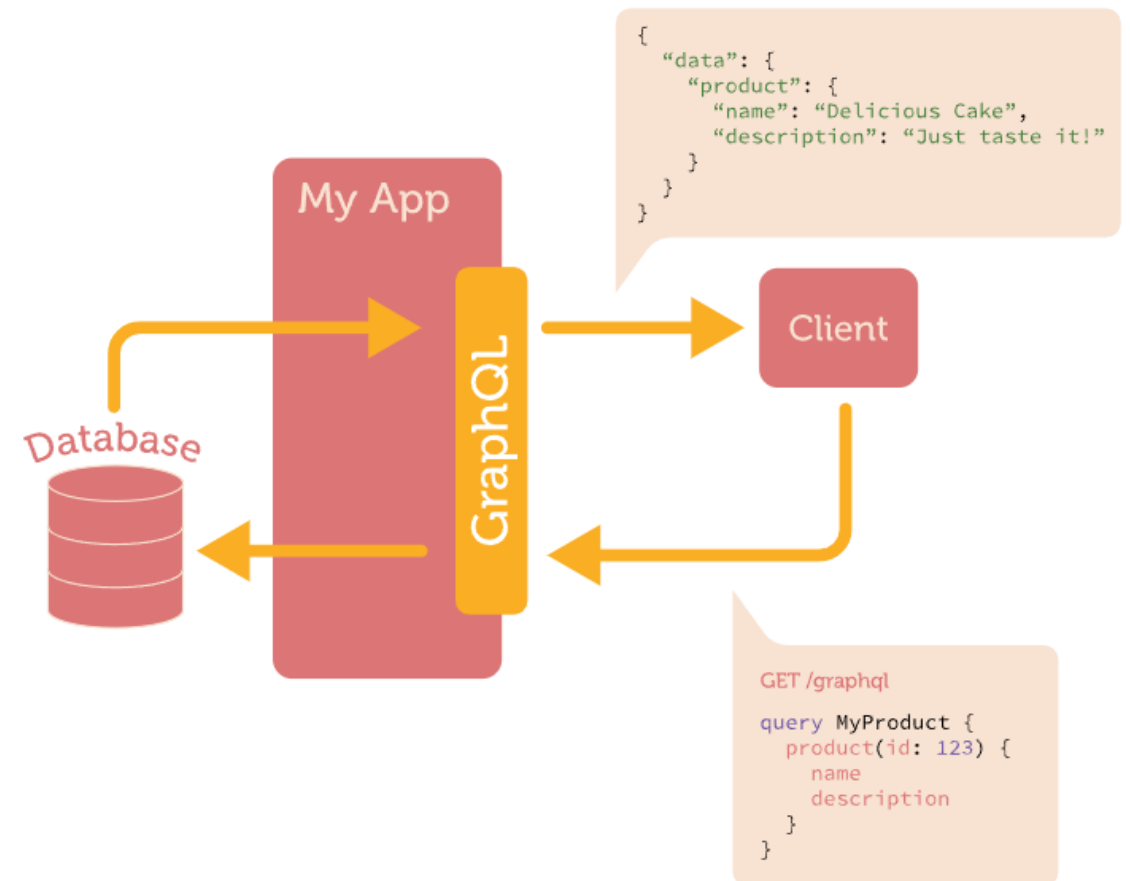 {
“data”: {
“product”: {
“name”: “Delicious Cake”,
“description”: “Just taste it!”
}
}
}
My App
GraphQL
Client
Database
GET /graphql
query MyProduct {
product(id: 123) {
name
description
}
}